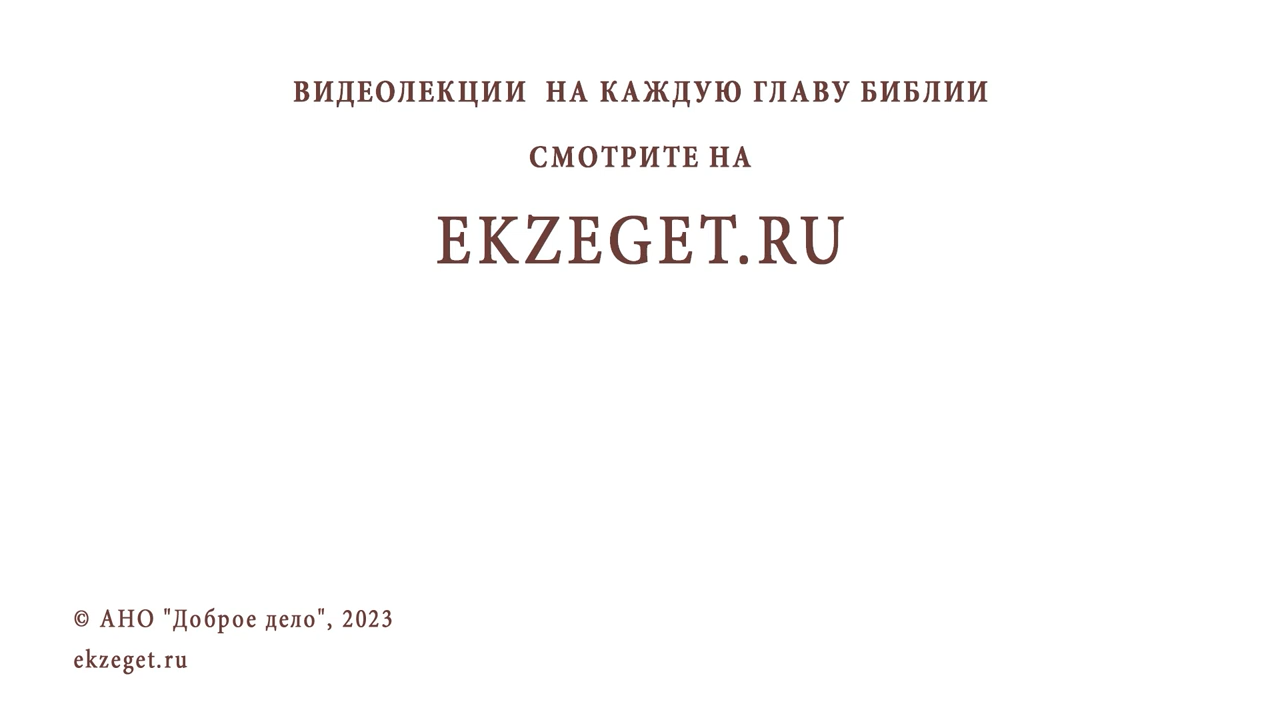 ВИДЕОЛЕКЦИИ НА КАЖДУЮ ГЛАВУ БИБЛИИ
СМОТРИТЕ НА
EKZEGET.RU
© АНО "Доброе дело", 2023
ekzeget.ru